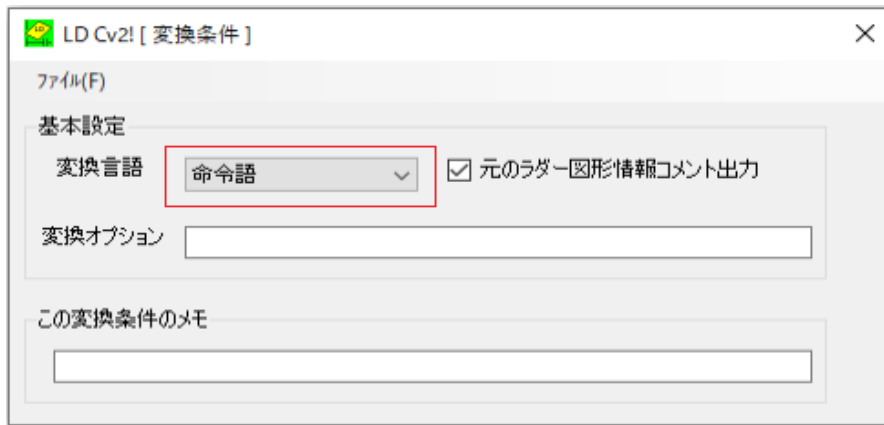 LD Cv2! [ 変換条件 ]
ファイル(F)
基本設定
変換言語 命令語 元のラダー図形情報コメント出力
変換オプション
この変換条件のメモ